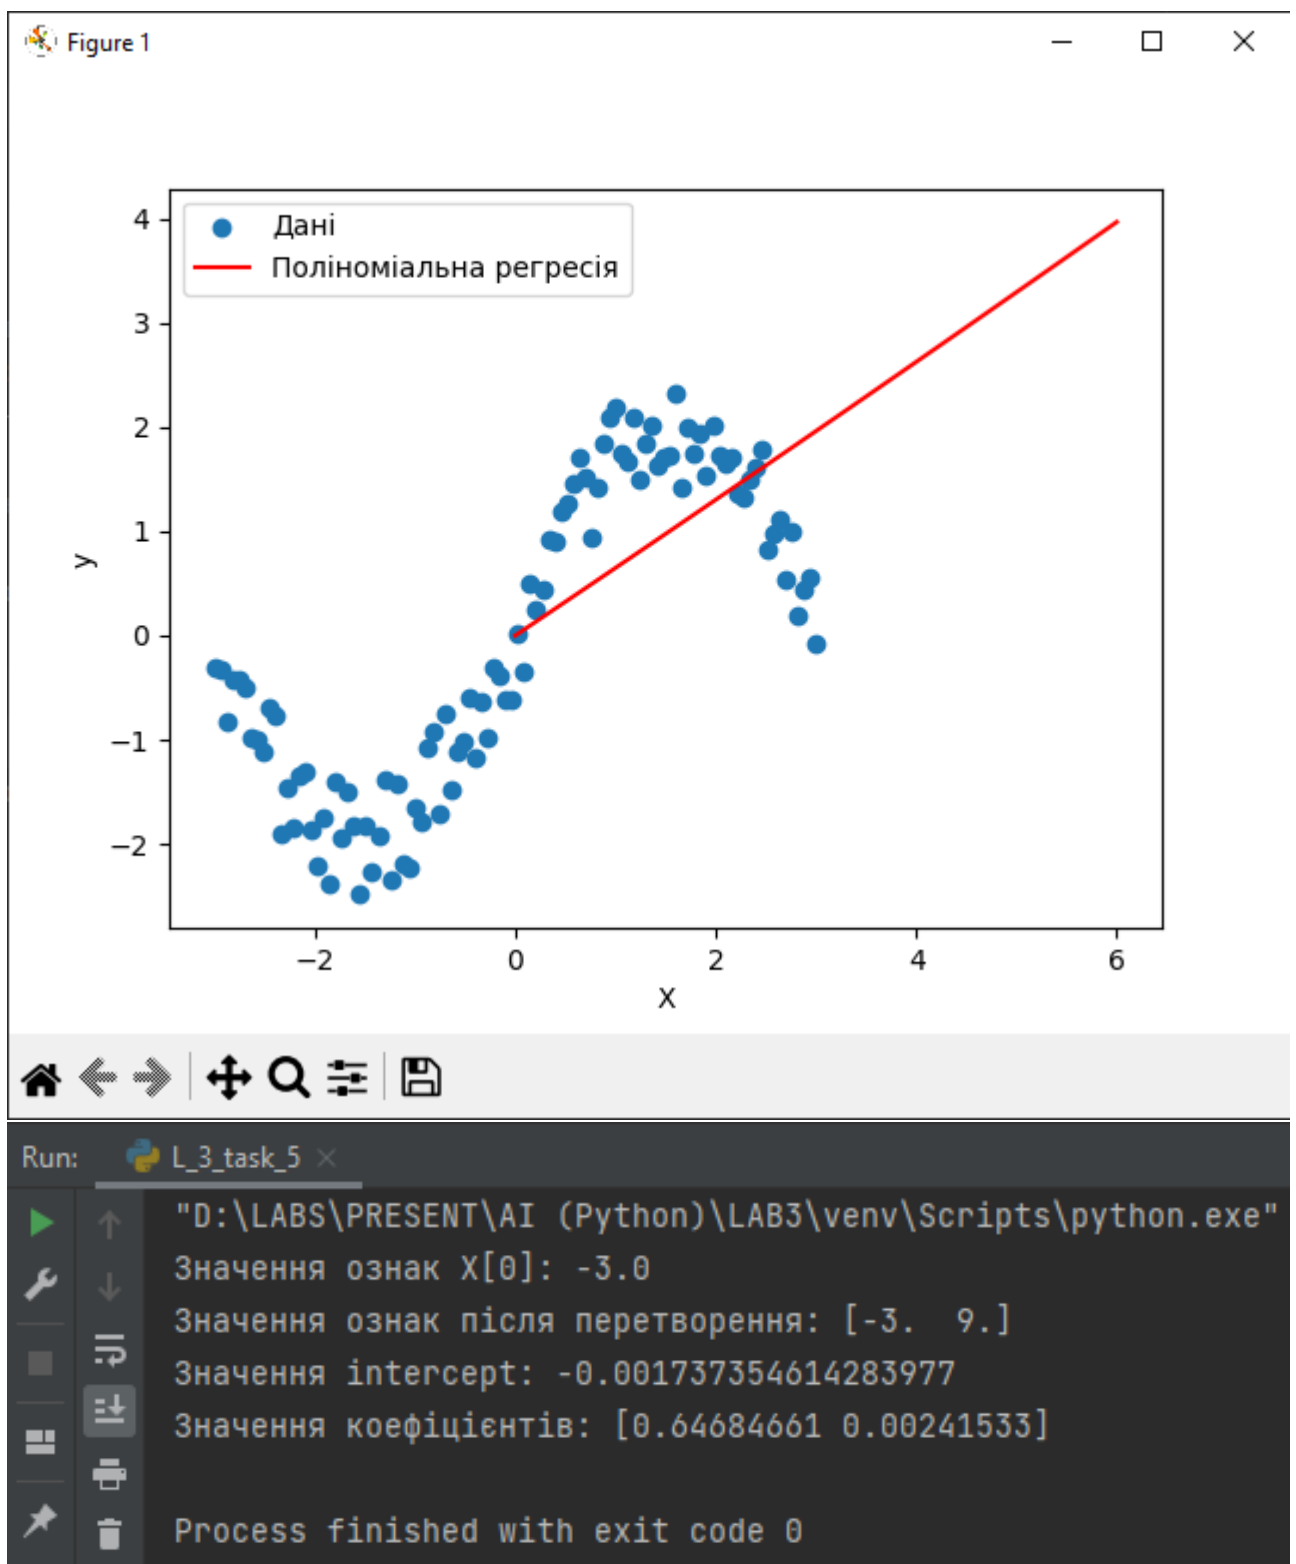 Figure 1
Дані
Поліноміальна регресія
4
3
2
1
0
−1
−2
y
−2
0
2
4
6
X
Run:
L_3_task_5
"D:\LABS\PRESENT\AI (Python)\LAB3\venv\Scripts\python.exe"
Значення ознак X[0]: -3.0
Значення ознак після перетворення: [-3.  9.]
Значення intercept: -0.001737354614283977
Значення коефіцієнтів: [0.64684661 0.00241533]
Process finished with exit code 0